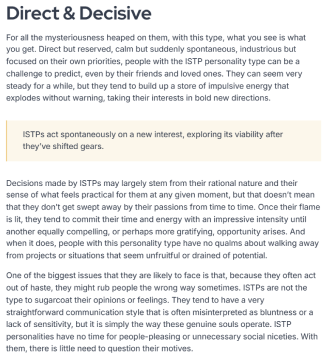 Direct & Decisive
For all the mysteriousness heaped on them, with this type, what you see is what
you get. Direct but reserved, calm but suddenly spontaneous, industrious but
focused on their own priorities, people with the ISTP personality type can be a
challenge to predict, even by their friends and loved ones. They can seem very
steady for a while, but they tend to build up a store of impulsive energy that
explodes without warning, taking their interests in bold new directions.
ISTPs act spontaneously on a new interest, exploring its viability after
they've shifted gears.
Decisions made by ISTPs may largely stem from their rational nature and their
sense of what feels practical for them at any given moment, but that doesn't mean
that they don't get swept away by their passions from time to time. Once their flame
is lit, they tend to commit their time and energy with an impressive intensity until
another equally compelling, or perhaps more gratifying, opportunity arises. And
when it does, people with this personality type have no qualms about walking away
from projects or situations that seem unfruitful or drained of potential.
One of the biggest issues that they are likely to face is that, because they often act
out of haste, they might rub people the wrong way sometimes. ISTPs are not the
type to sugarcoat their opinions or feelings. They tend to have a very
straightforward communication style that is often misinterpreted as bluntness or a
lack of sensitivity, but it is simply the way these genuine souls operate. ISTP
personalities have no time for people-pleasing or unnecessary social niceties. With
them, there is little need to question their motives.